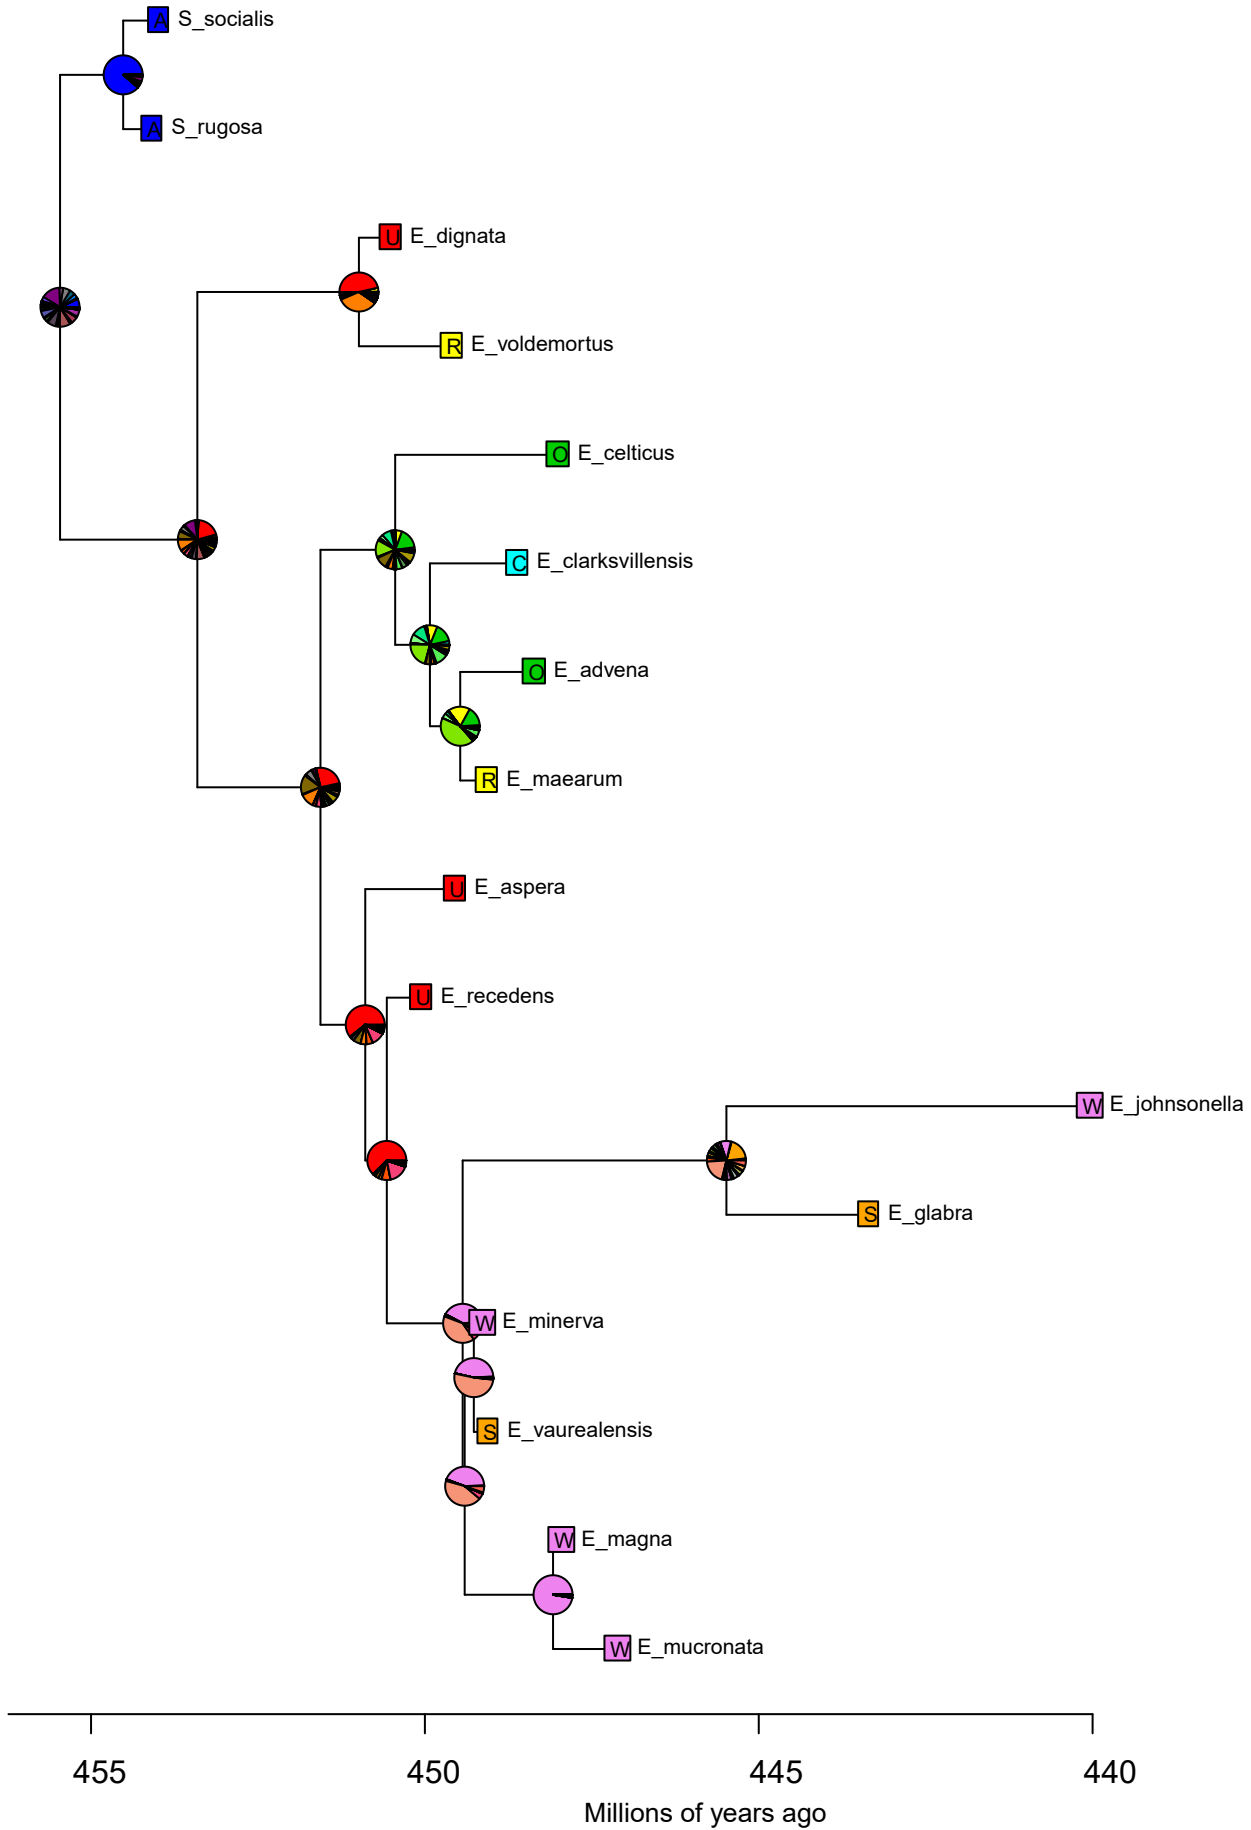 A S_socialis
A S_rugosa
U E_dignata
R E_voldemortus
O E_celticus
C E_clarksvillensis
O E_advena
R E_maearum
U E_aspera
U E_recedens
W E_johnsonella
S E_glabra
W E_minerva
S E_vaurealensis
W E_magna
W E_mucronata
455 450 445 440
Millions of years ago